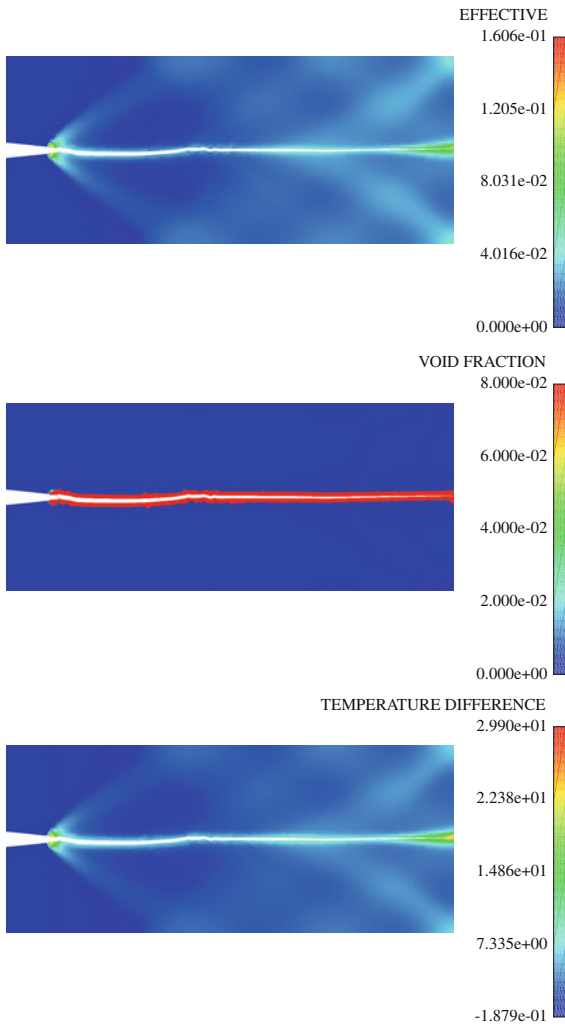 EFFECTIVE
1.606e-01
1.205e-01
8.031e-02
4.016e-02
0.000e+00
VOID FRACTION
8.000e-02
6.000e-02
4.000e-02
2.000e-02
0.000e+00
TEMPERATURE DIFFERENCE
2.990e+01
2.238e+01
1.486e+01
7.335e+00
-1.879e-01